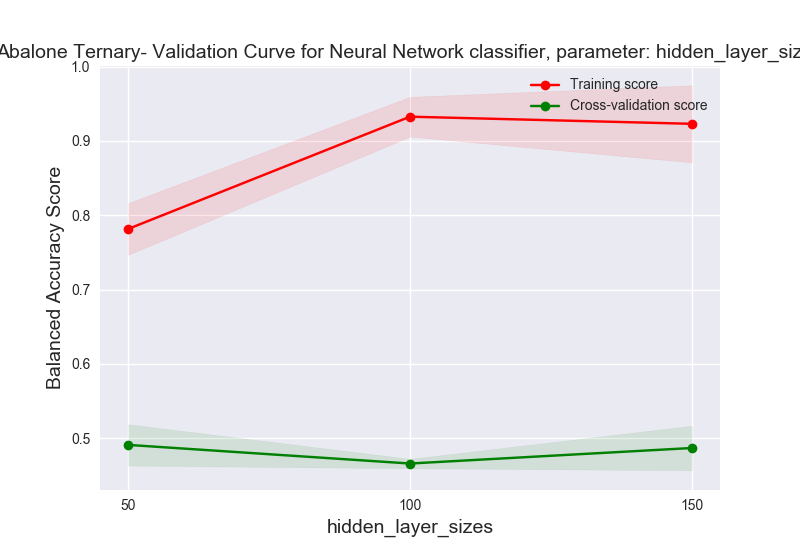 Abalone Ternary- Validation Curve for Neural Network classifier, parameter: hidden_layer_siz
1.0
Training score
Cross-validation score
0.9
0.8
0.7
0.6
0.5
Balanced Accuracy Score
50 100 150
hidden_layer_sizes